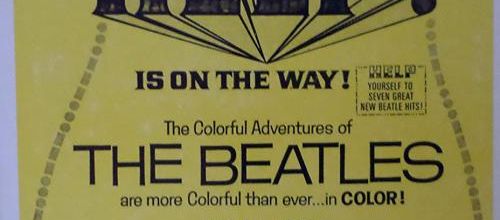 HELP!
IS ON THE WAY!
HELP
YOURSELF TO
SEVEN GREAT
NEW BEATLE HITS!
The Colorful Adventures of
THE BEATLES
are more Colorful than ever...in COLOR!